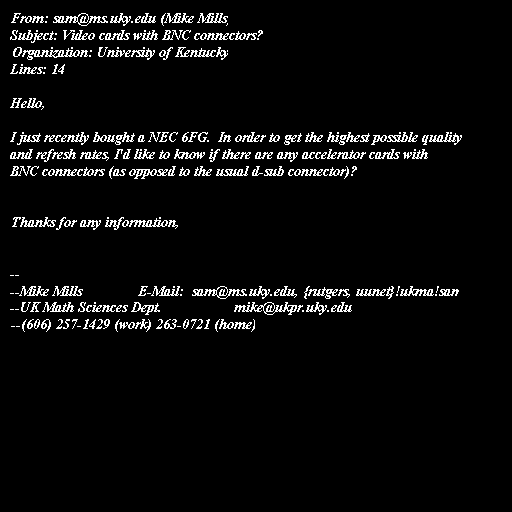 From: sam@ms.uky.edu (Mike Mills)
Subject: Video cards with BNC connectors?
Organization: University of Kentucky
Lines: 14
Hello,
I just recently bought a NEC 6FG. In order to get the highest possible quality
and refresh rates, I'd like to know if there are any accelerator cards with
BNC connectors (as opposed to the usual d-sub connector)?
Thanks for any information,
--
--Mike Mills E-Mail: sam@ms.uky.edu, {rutgers, uunet}!ukma!sam
--UK Math Sciences Dept. mike@ukpr.uky.edu
--(606) 257-1429 (work) 263-0721 (home)